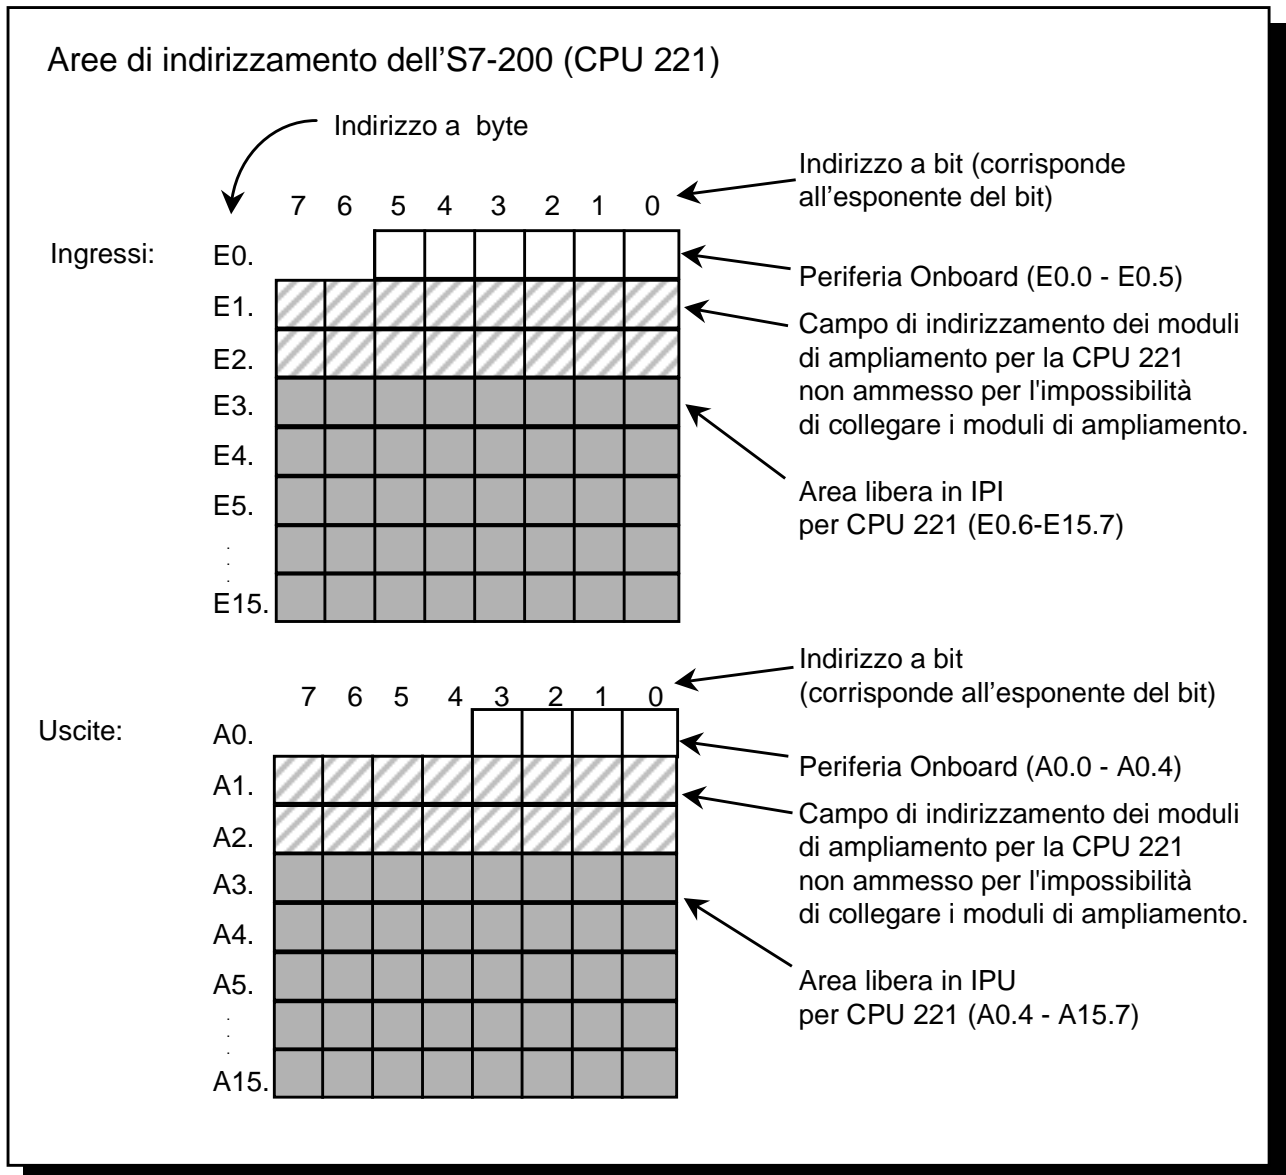 Aree di indirizzamento dell'S7-200 (CPU 221)
Indirizzo a byte
Indirizzo a bit (corrisponde
all'esponente del bit)
7 6 5 4 3 2 1 0
Ingressi:
E0.
Periferia Onboard (E0.0 - E0.5)
E1.
Campo di indirizzamento dei moduli
di ampliamento per la CPU 221
non ammesso per l'impossibilità
di collegare i moduli di ampliamento.
E2.
E3.
E4.
E5.
.
.
.
E15.
Area libera in IPI
per CPU 221 (E0.6-E15.7)
Indirizzo a bit
(corrisponde all'esponente del bit)
7 6 5 4 3 2 1 0
Uscite:
A0.
Periferia Onboard (A0.0 - A0.4)
A1.
Campo di indirizzamento dei moduli
di ampliamento per la CPU 221
non ammesso per l'impossibilità
di collegare i moduli di ampliamento.
A2.
A3.
A4.
A5.
.
.
.
A15.
Area libera in IPU
per CPU 221 (A0.4 - A15.7)